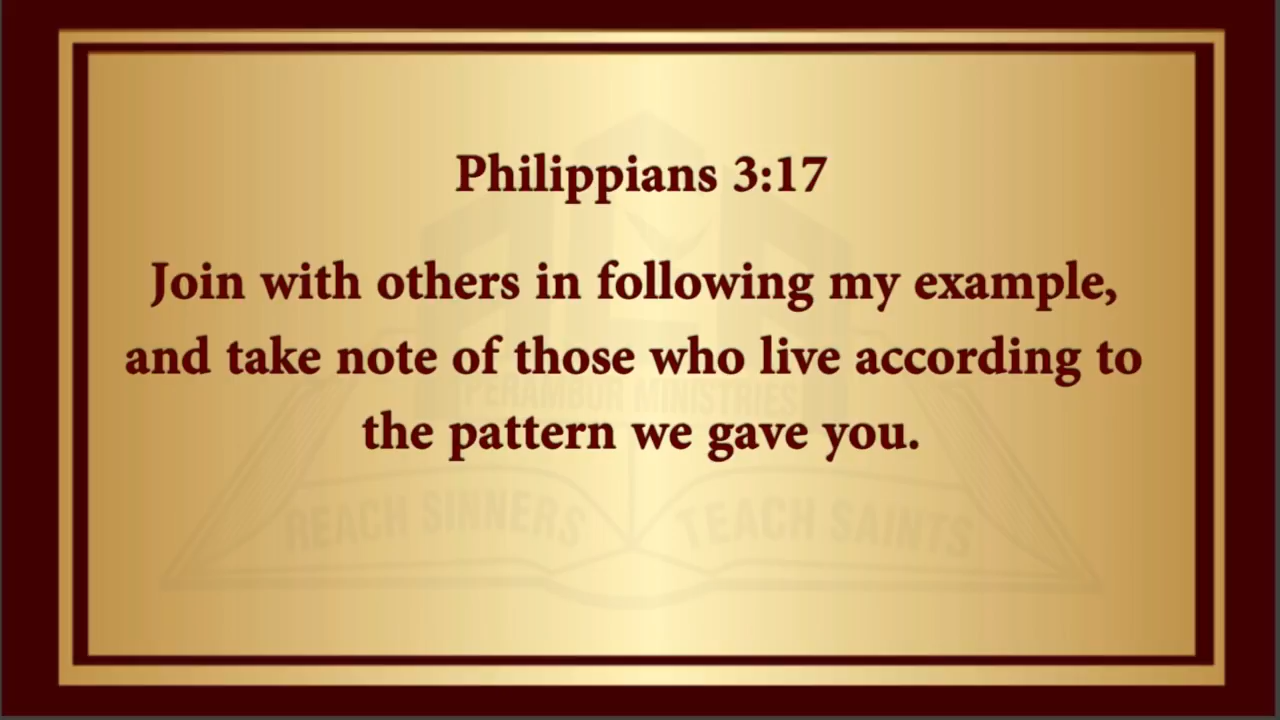 Philippians 3:17
Join with others in following my example,
and take note of those who live according to
PERAMBUR MINISTRIES
the pattern we gave you.
REACH SINNERS TEACH SAINTS